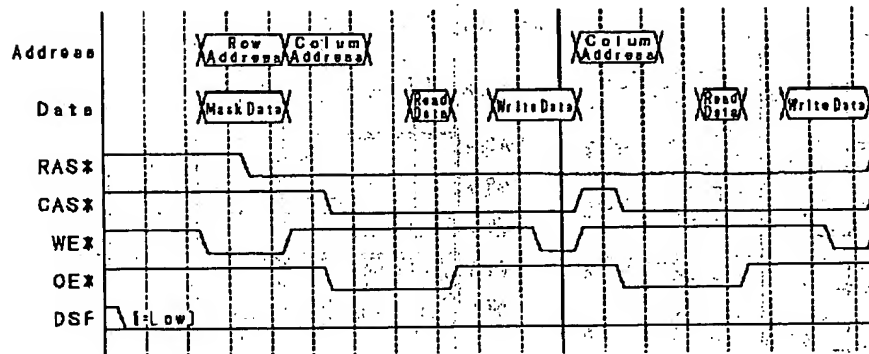 Address
Row Address
Colum Address
Colum Address
Data
Mask Data
Read Data
Write Data
Read Data
Write Data
RAS*
CAS*
WE*
OE*
DSF
(=Low)